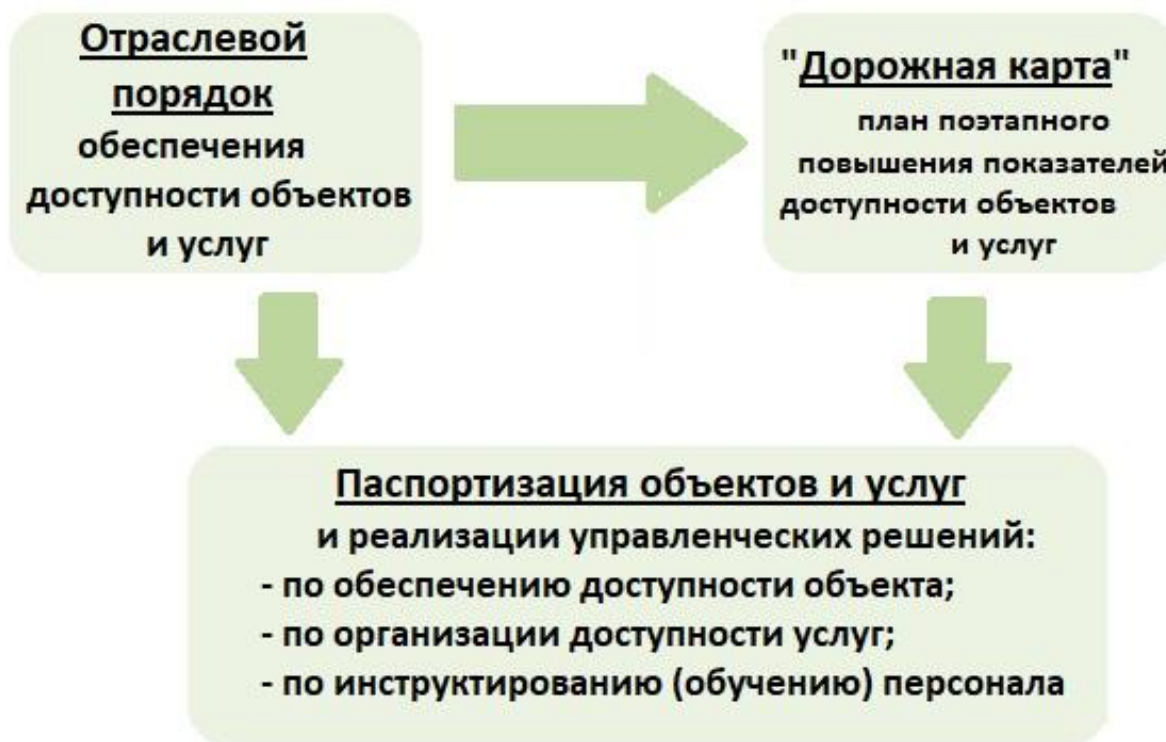 Отраслевой
порядок
обеспечения
доступности объектов
и услуг
"Дорожная карта"
план поэтапного
повышения показателей
доступности объектов
и услуг
Паспортизация объектов и услуг
и реализации управленческих решений:
- по обеспечению доступности объекта;
- по организации доступности услуг;
- по инструктированию (обучению) персонала